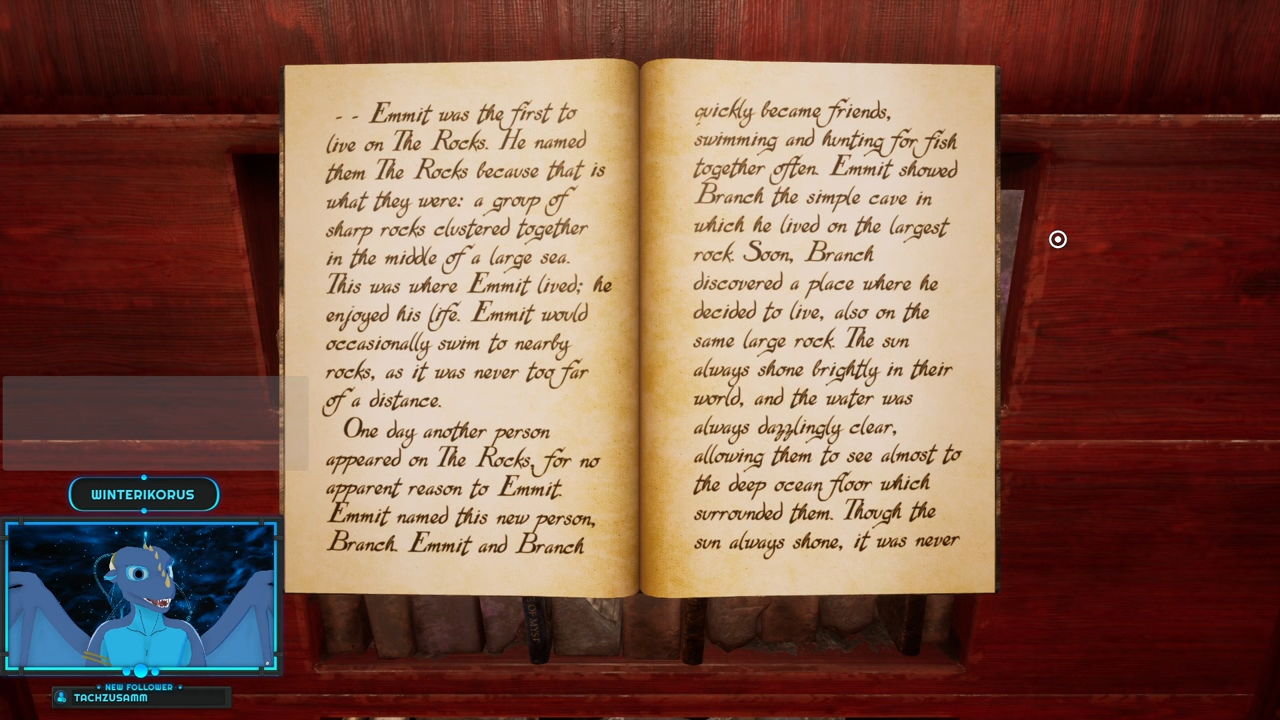 - - Emmit was the first to
live on The Rocks. He named
them The Rocks because that is
what they were: a group of
sharp rocks clustered together
in the middle of a large sea.
This was where Emmit lived; he
enjoyed his life. Emmit would
occasionally swim to nearby
rocks, as it was never too far
of a distance.
One day another person
appeared on The Rocks, for no
apparent reason to Emmit.
Emmit named this new person,
Branch. Emmit and Branch
quickly became friends,
swimming and hunting for fish
together often. Emmit showed
Branch the simple cave in
which he lived on the largest
rock. Soon, Branch
discovered a place where he
decided to live, also on the
same large rock. The sun
always shone brightly in their
world, and the water was
always dazzlingly clear,
allowing them to see almost to
the deep ocean floor which
surrounded them. Though the
sun always shone, it was never
OF MYST
WINTERIKORUS
NEW FOLLOWER
TACHZUSAMM